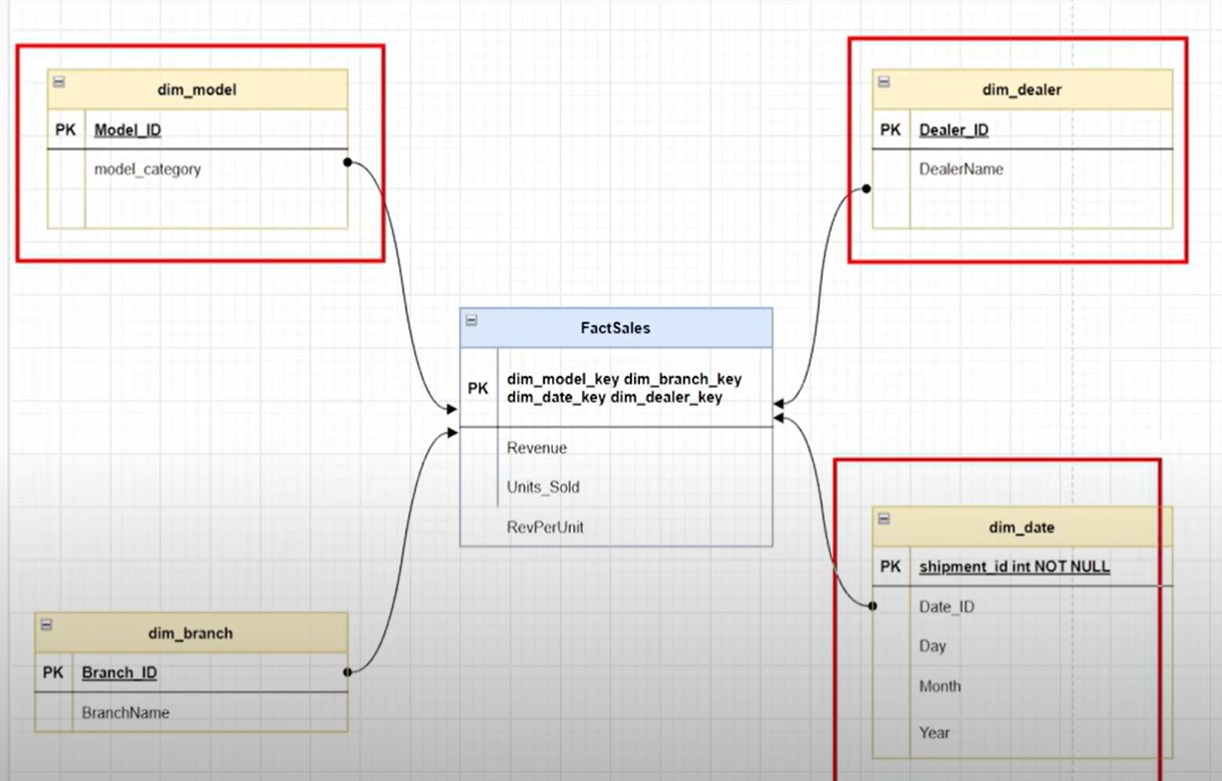 dim_model
PK Model_ID
model_category
dim_dealer
PK Dealer_ID
DealerName
FactSales
PK
dim_model_key dim_branch_key
dim_date_key dim_dealer_key
Revenue
Units_Sold
RevPerUnit
dim_branch
PK Branch_ID
BranchName
dim_date
PK shipment_id int NOT NULL
Date_ID
Day
Month
Year